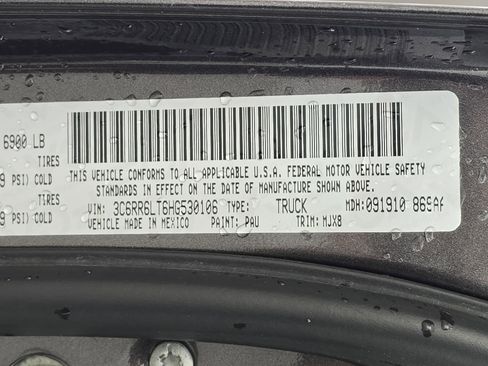 6900 LB
TIRES
9 PSI) COLD
TIRES
9 PSI) COLD
THIS VEHICLE CONFORMS TO ALL APPLICABLE U.S.A. FEDERAL MOTOR VEHICLE SAFETY
STANDARDS IN EFFECT ON THE DATE OF MANUFACTURE SHOWN ABOVE.
VIN: 3C6RR6LT6HG530106 TYPE: TRUCK MDH: 091910
VEHICLE MADE IN MEXICO PAINT: PAU TRIM: MJX8